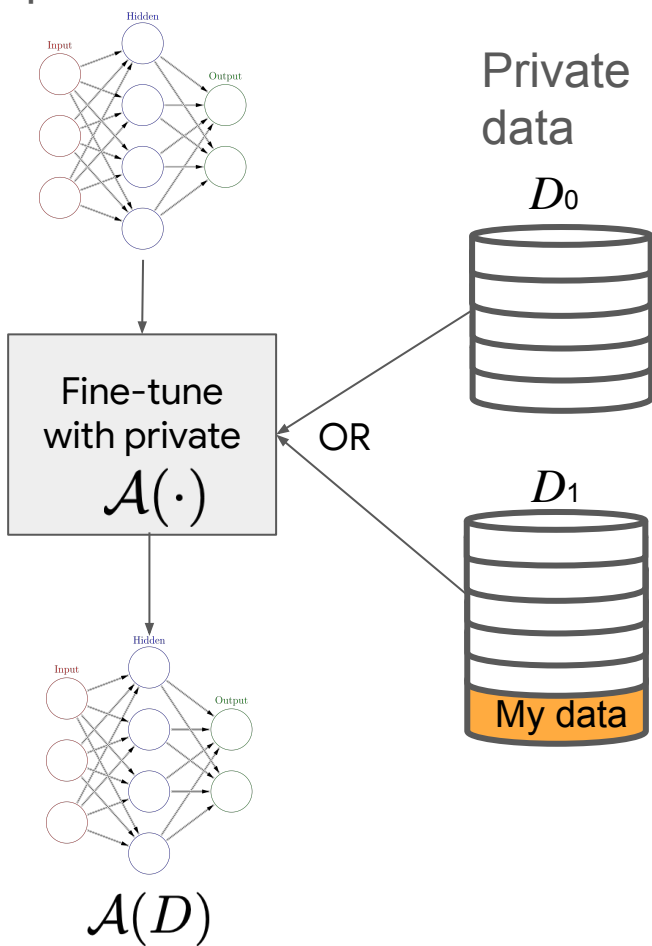 Hidden
Input
Output
Private
data
D0
Fine-tune
with private
𝒜(·)
OR
D1
My data
Hidden
Input
Output
𝒜(D)